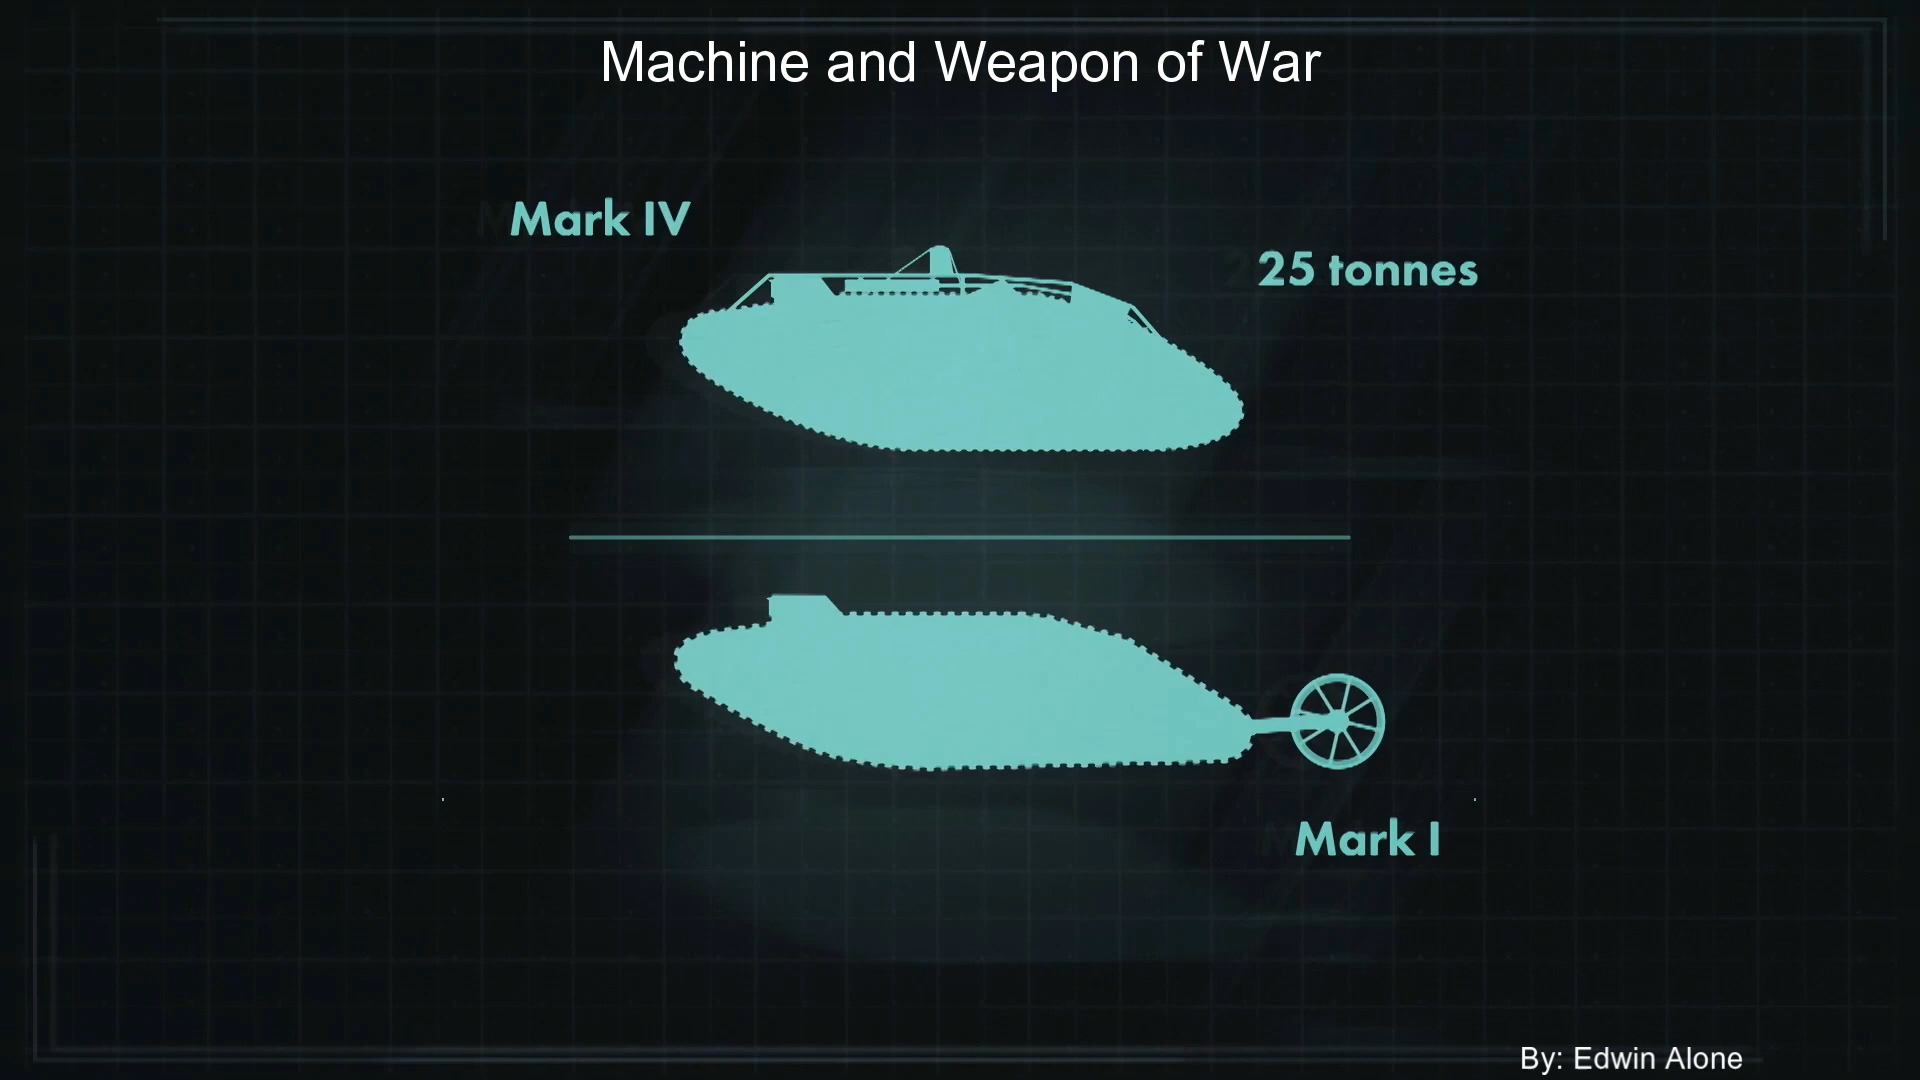 Machine and Weapon of War
Mark IV
25 tonnes
Mark I
By: Edwin Alone